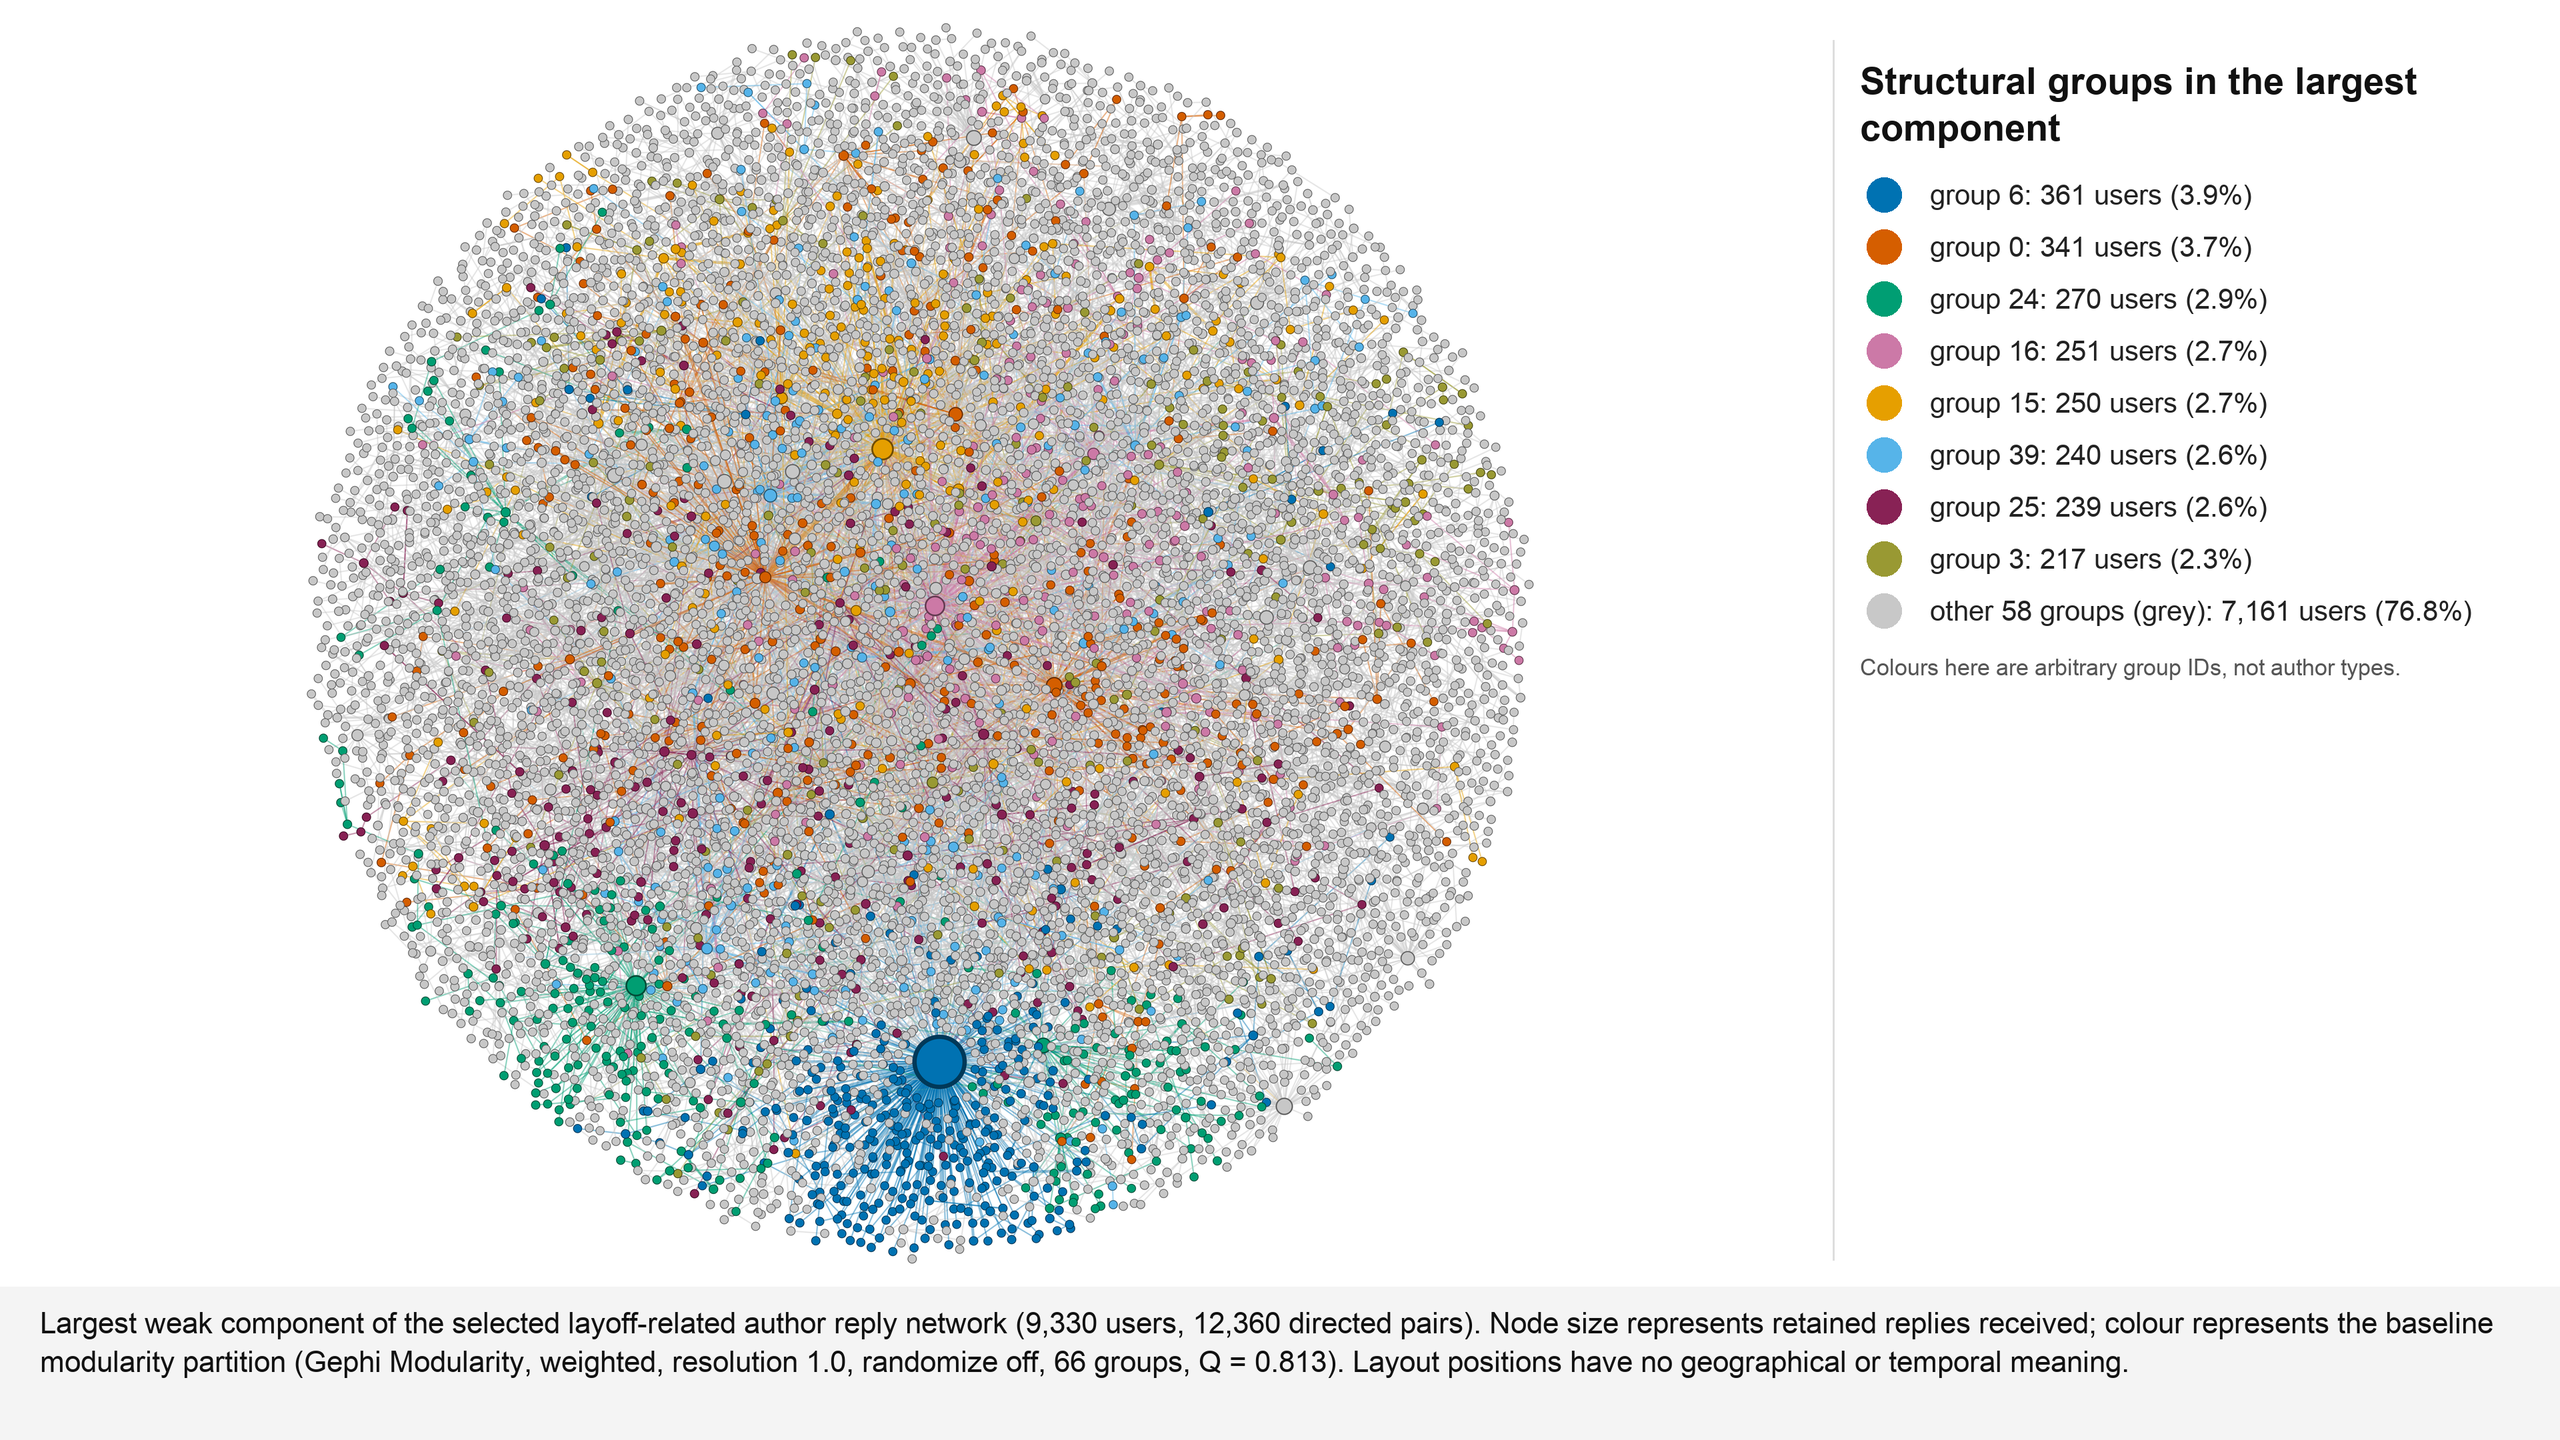 Structural groups in the largest
component
group 6: 361 users (3.9%)
group 0: 341 users (3.7%)
group 24: 270 users (2.9%)
group 16: 251 users (2.7%)
group 15: 250 users (2.7%)
group 39: 240 users (2.6%)
group 25: 239 users (2.6%)
group 3: 217 users (2.3%)
other 58 groups (grey): 7,161 users (76.8%)
Colours here are arbitrary group IDs, not author types.
Largest weak component of the selected layoff-related author reply network (9,330 users, 12,360 directed pairs). Node size represents retained replies received; colour represents the baseline
modularity partition (Gephi Modularity, weighted, resolution 1.0, randomize off, 66 groups, Q = 0.813). Layout positions have no geographical or temporal meaning.